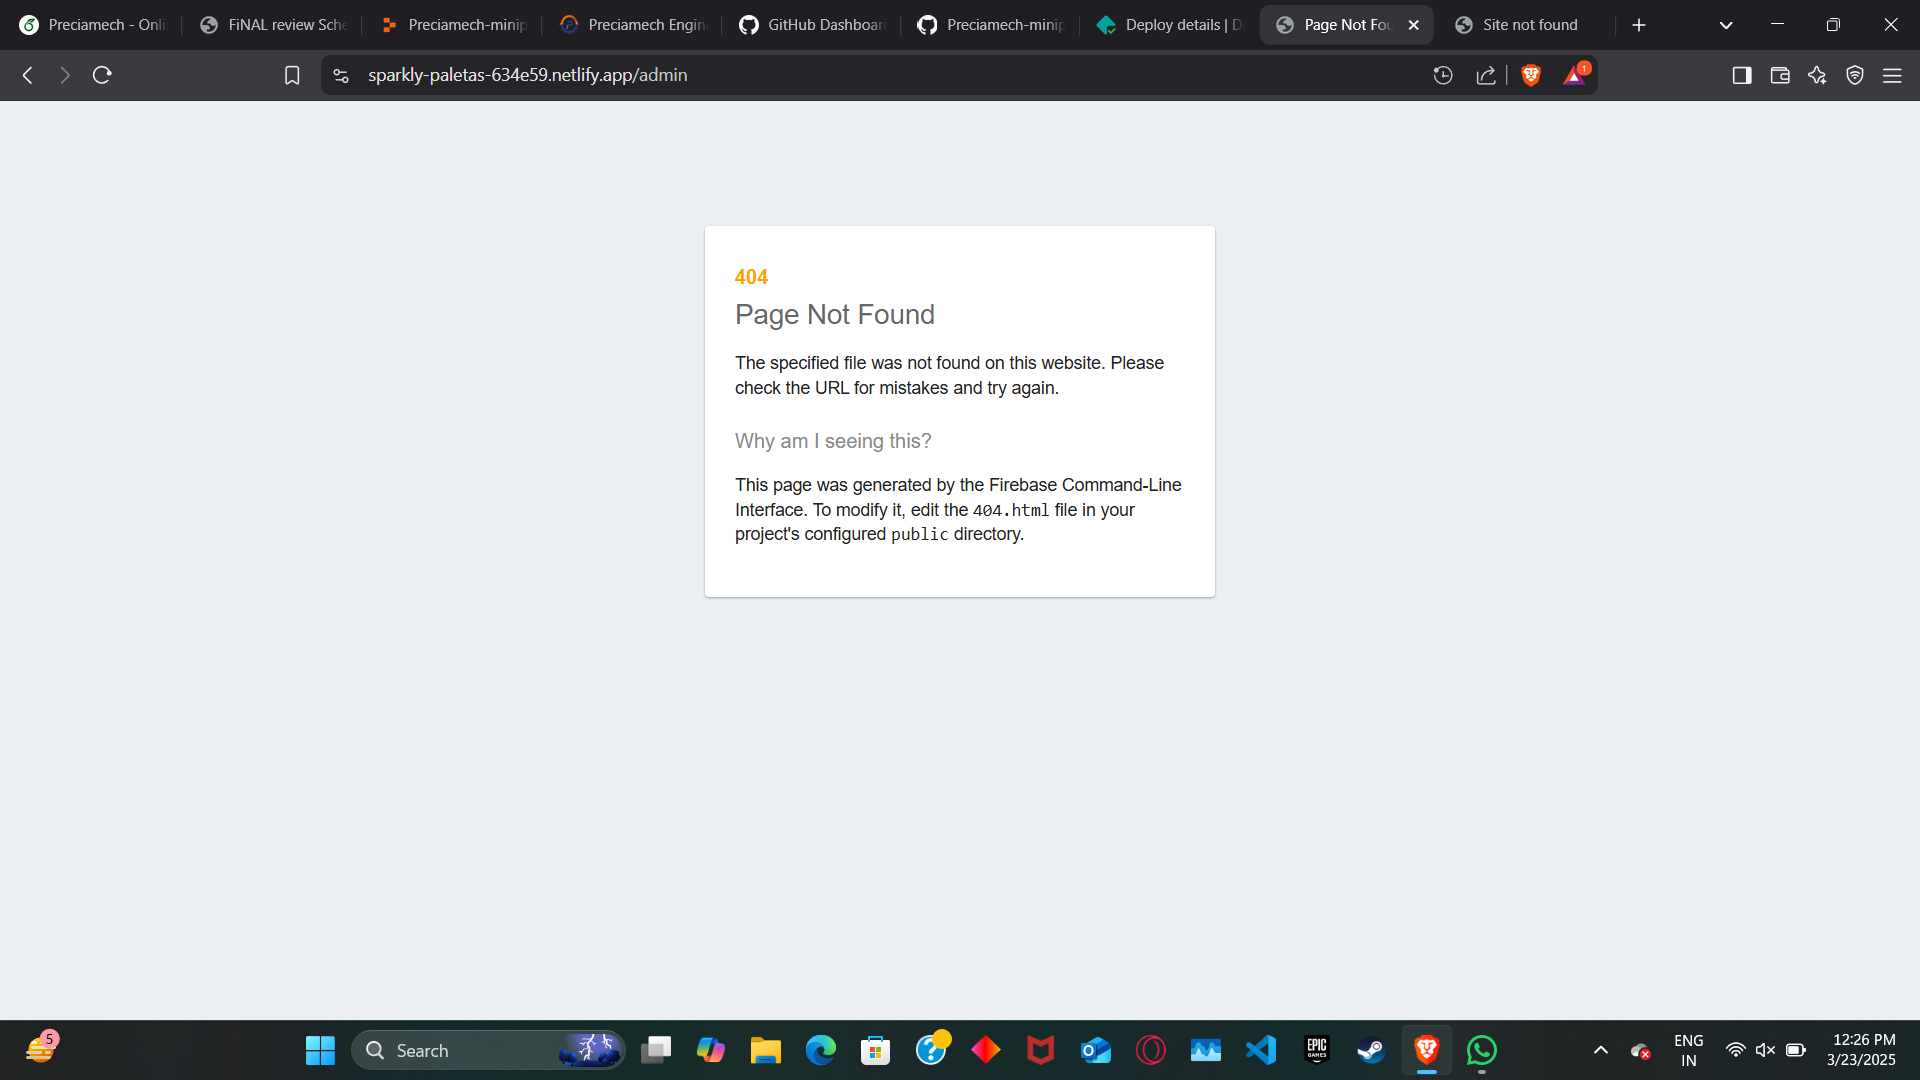 Preciamech - Onli
FiNAL review Sche
Preciamech-minip
Preciamech Engin
GitHub Dashboar
Preciamech-minip
Deploy details | D
Page Not Fou
Site not found
sparkly-paletas-634e59.netlify.app/admin
1
404
Page Not Found
The specified file was not found on this website. Please
check the URL for mistakes and try again.
Why am I seeing this?
This page was generated by the Firebase Command-Line
Interface. To modify it, edit the 404.html file in your
project's configured public directory.
5
Search
EPIC
GAMES
ENG
IN
12:26 PM
3/23/2025